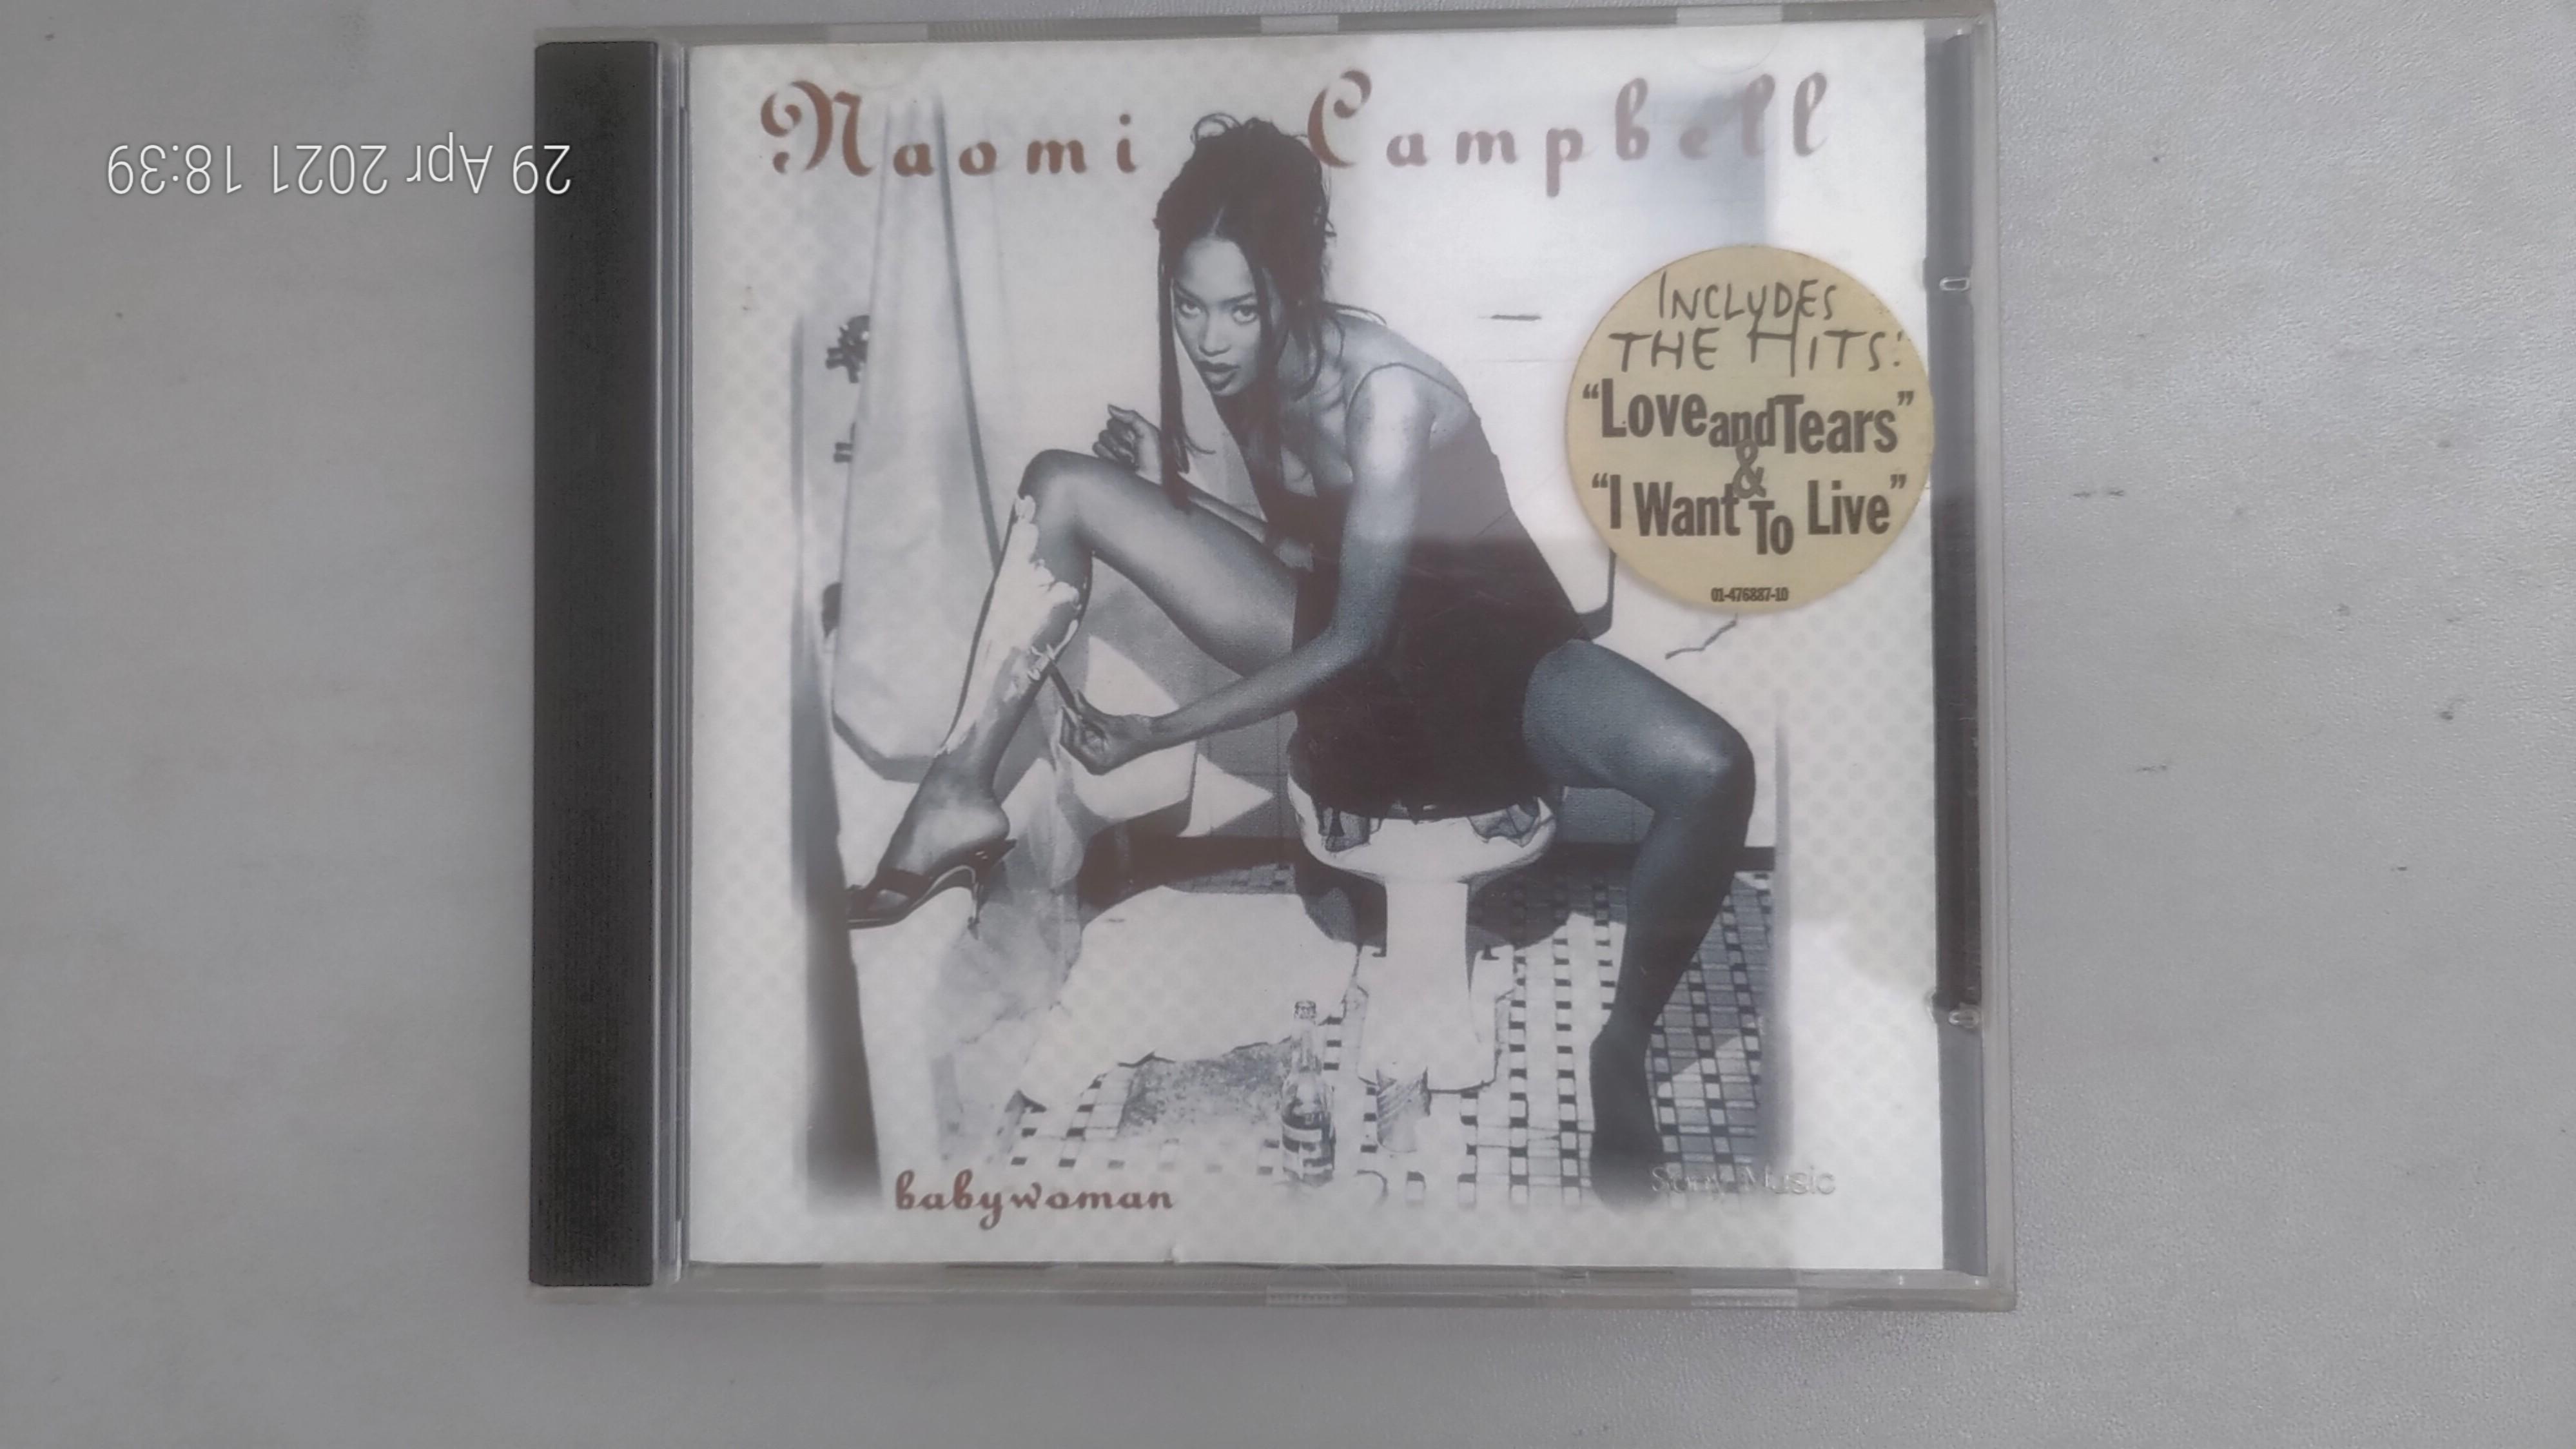 Naomi Campbell
29 Apr 2021 18:39
INCLUDES
THE HITS:
"Love and Tears"
&
"I Want To Live"
01-476887-10
babywoman
Sony Music